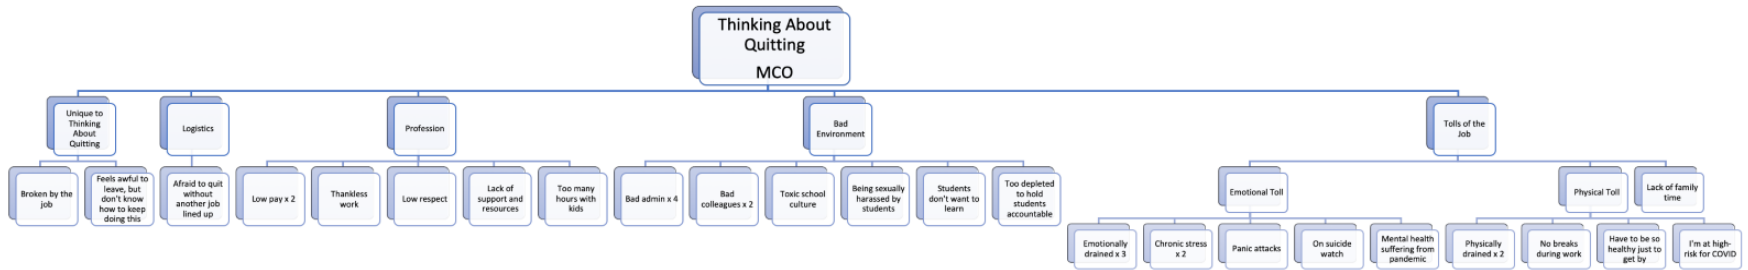 Thinking About
Quitting
MCO
Unique to
Thinking
About
Quitting
Logistics
Profession
Bad
Environment
Tolls of the
Job
Broken by the
job
Feels awful to
leave, but
don't know
how to keep
doing this
Afraid to quit
without
another job
lined up
Low pay x 2
Thankless
work
Low respect
Lack of
support and
resources
Too many
hours with
kids
Bad admin x 4
Bad
colleagues x 2
Toxic school
culture
Being sexually
harassed by
students
Students
don't want to
learn
Too depleted
to hold
students
accountable
Emotional Toll
Physical Toll
Lack of family
time
Emotionally
drained x 3
Chronic stress
x 2
Panic attacks
On suicide
watch
Mental health
suffering from
pandemic
Physically
drained x 2
No breaks
during work
Have to be so
healthy just to
get by
I'm at high-
risk for COVID